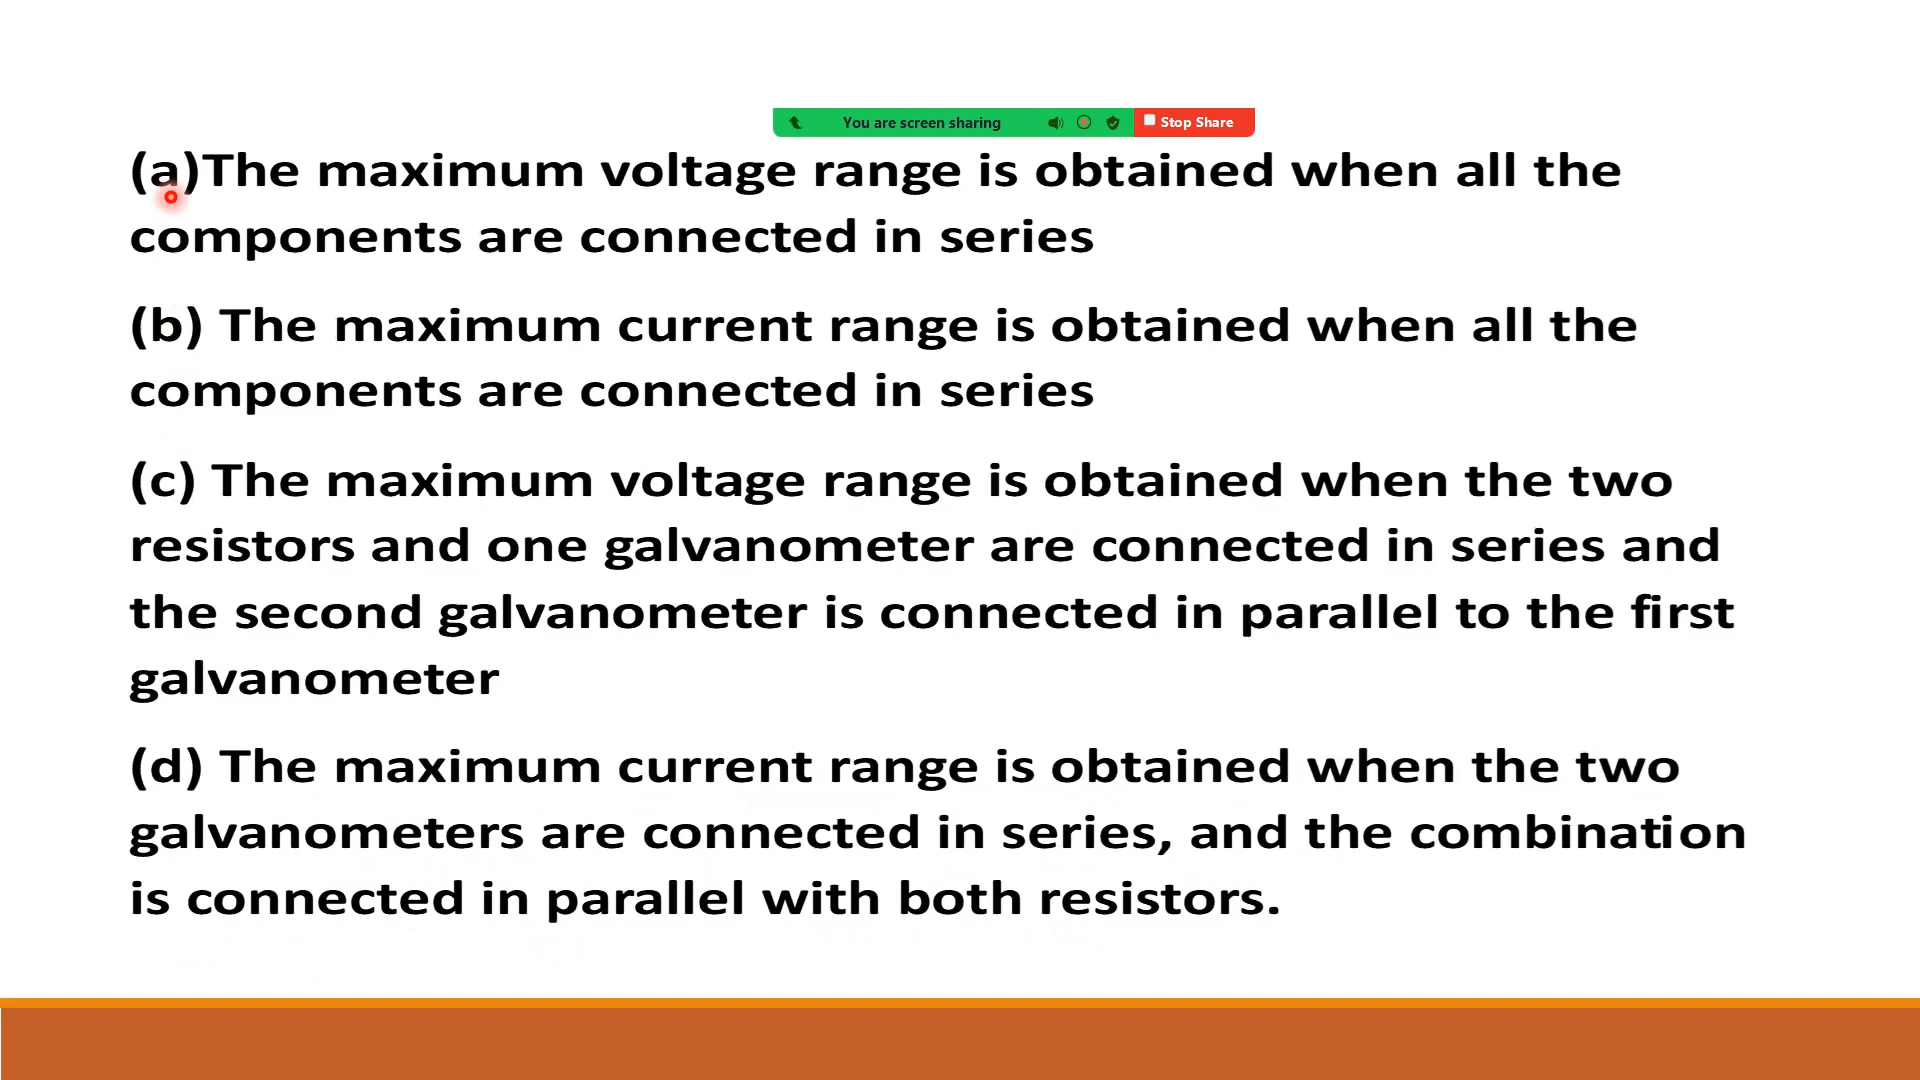 You are screen sharing
Stop Share
(a)The maximum voltage range is obtained when all the
components are connected in series
(b) The maximum current range is obtained when all the
components are connected in series
(c) The maximum voltage range is obtained when the two
resistors and one galvanometer are connected in series and
the second galvanometer is connected in parallel to the first
galvanometer
(d) The maximum current range is obtained when the two
galvanometers are connected in series, and the combination
is connected in parallel with both resistors.